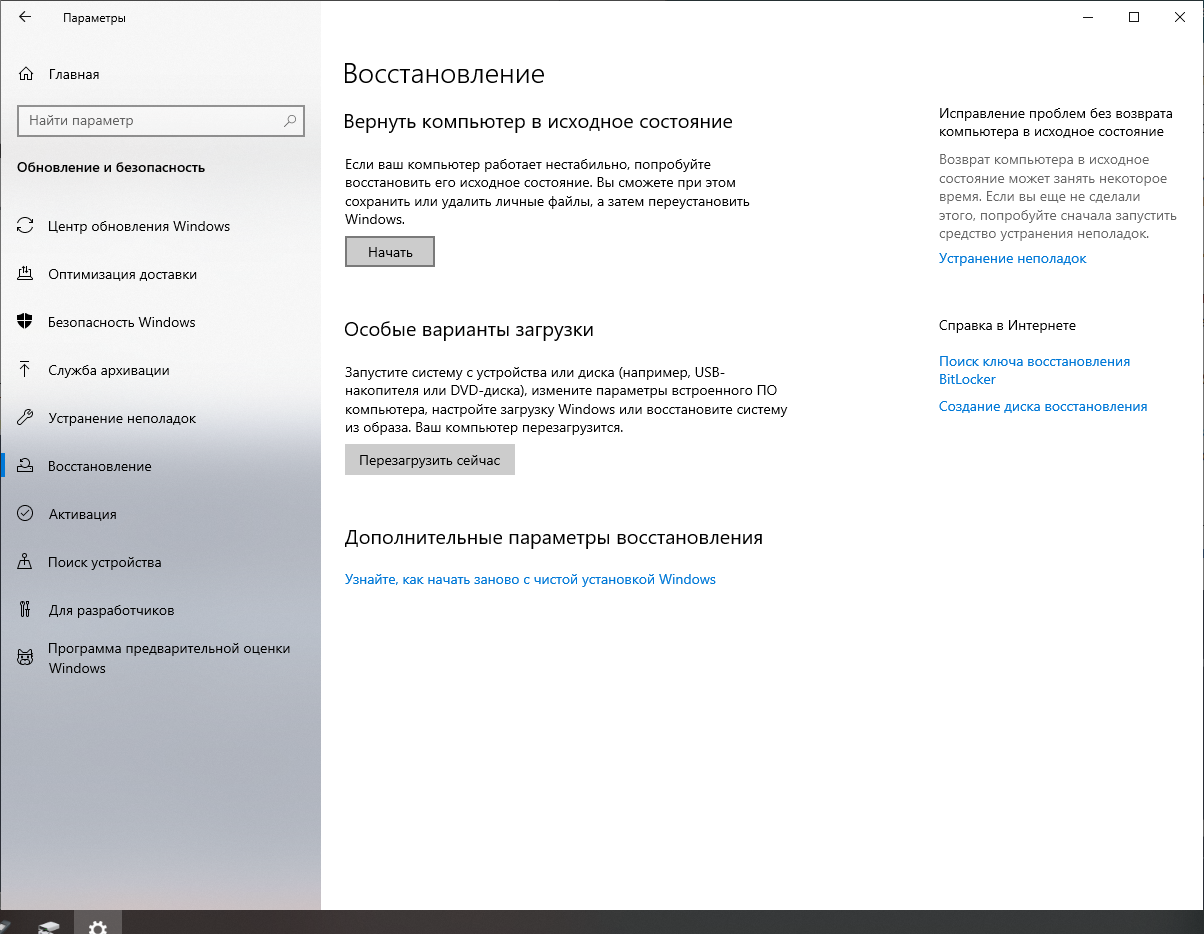 Параметры
Главная
Найти параметр
Обновление и безопасность
Центр обновления Windows
Оптимизация доставки
Безопасность Windows
Служба архивации
Устранение неполадок
Восстановление
Активация
Поиск устройства
Для разработчиков
Программа предварительной оценки
Windows
Восстановление
Вернуть компьютер в исходное состояние
Если ваш компьютер работает нестабильно, попробуйте
восстановить его исходное состояние. Вы сможете при этом
сохранить или удалить личные файлы, а затем переустановить
Windows.
Начать
Особые варианты загрузки
Запустите систему с устройства или диска (например, USB-
накопителя или DVD-диска), измените параметры встроенного ПО
компьютера, настройте загрузку Windows или восстановите систему
из образа. Ваш компьютер перезагрузится.
Перезагрузить сейчас
Дополнительные параметры восстановления
Узнайте, как начать заново с чистой установкой Windows
Исправление проблем без возврата
компьютера в исходное состояние
Возврат компьютера в исходное
состояние может занять некоторое
время. Если вы еще не сделали
этого, попробуйте сначала запустить
средство устранения неполадок.
Устранение неполадок
Справка в Интернете
Поиск ключа восстановления
BitLocker
Создание диска восстановления